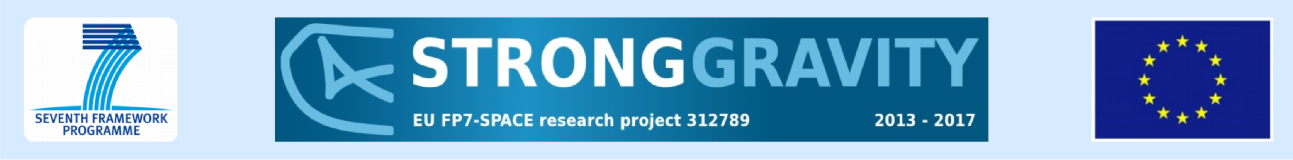 SEVENTH FRAMEWORK
PROGRAMME
STRONGGRAVITY
EU FP7-SPACE research project 312789 2013 - 2017